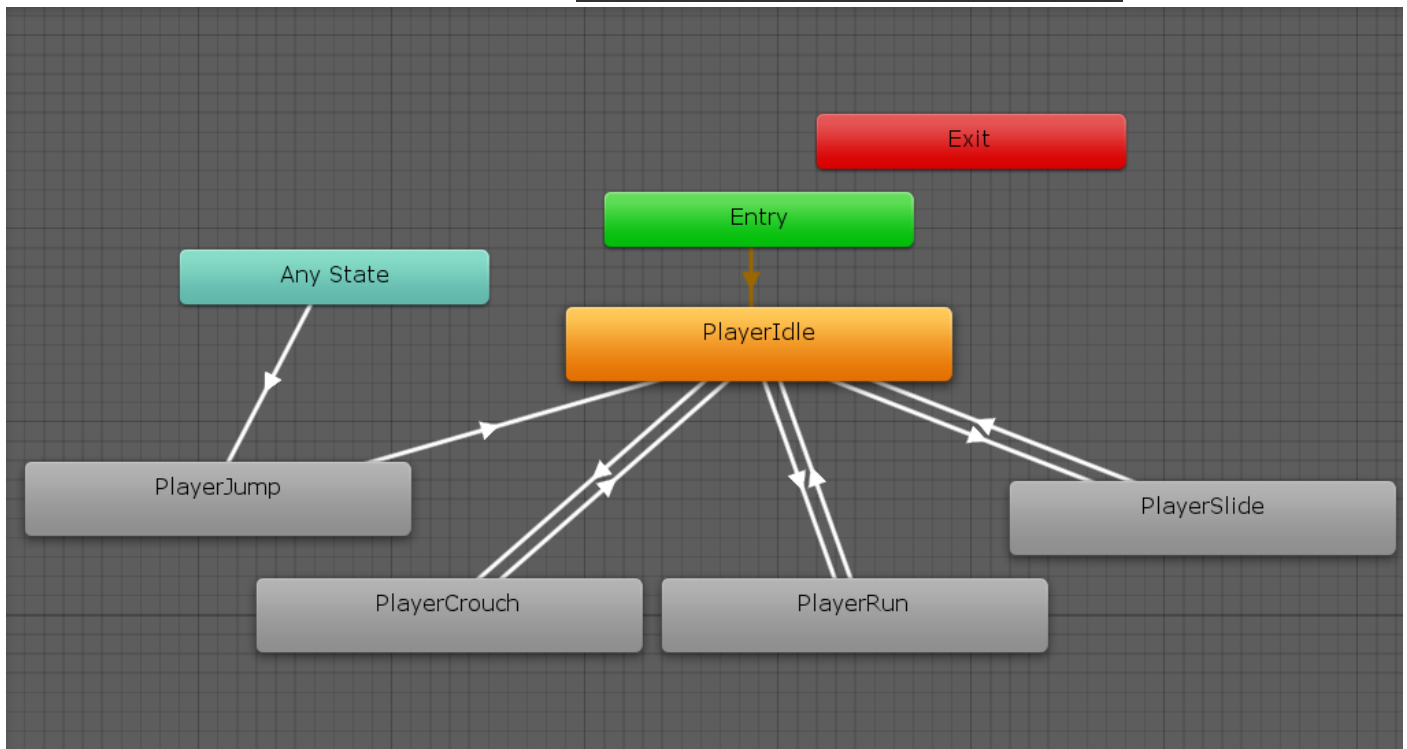 Exit
Entry
Any State
PlayerIdle
PlayerJump
PlayerSlide
PlayerCrouch
PlayerRun